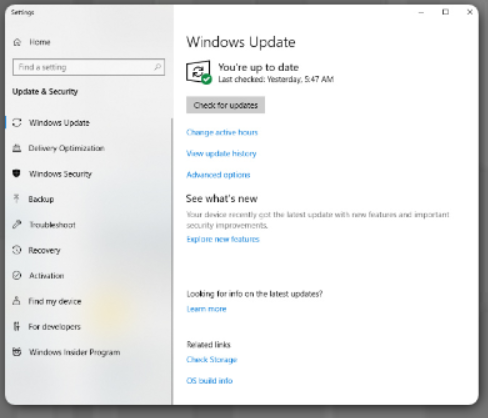 Settings
Home
Find a setting
Update & Security
Windows Update
Delivery Optimization
Windows Security
Backup
Troubleshoot
Recovery
Activation
Find my device
For developers
Windows Insider Program
Windows Update
You're up to date
Last checked: Yesterday, 5:47 AM
Check for updates
Change active hours
View update history
Advanced options
See what's new
Your device recently got the latest update with new features and important
security improvements.
Explore new features
Looking for info on the latest updates?
Learn more
Related links
Check Storage
OS build info